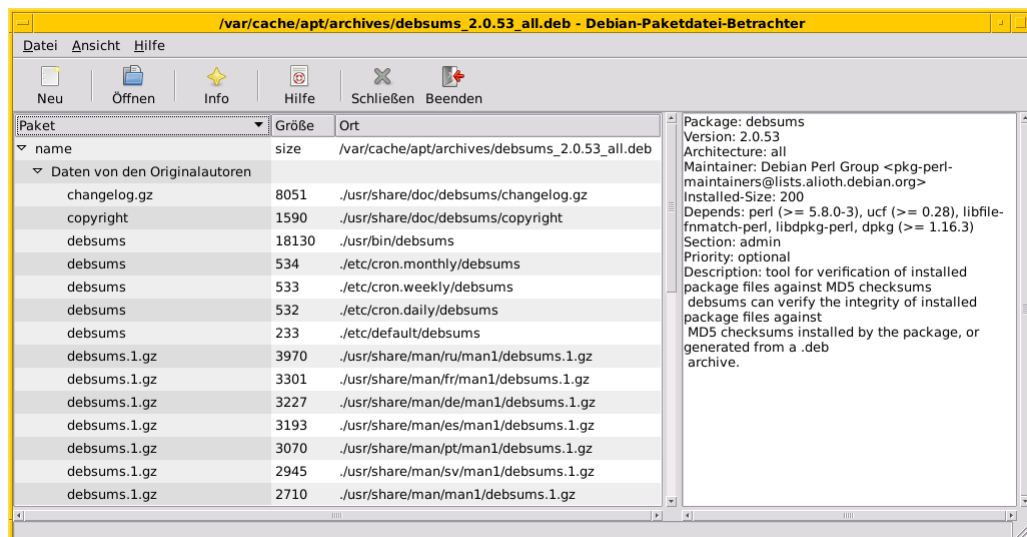 /var/cache/apt/archives/debsums_2.0.53_all.deb - Debian-Paketdatei-Betrachter
Datei Ansicht Hilfe
Neu Öffnen Info Hilfe Schließen Beenden
Paket Größe Ort
name size /var/cache/apt/archives/debsums_2.0.53_all.deb
Daten von den Originalautoren
changelog.gz 8051 ./usr/share/doc/debsums/changelog.gz
copyright 1590 ./usr/share/doc/debsums/copyright
debsums 18130 ./usr/bin/debsums
debsums 534 ./etc/cron.monthly/debsums
debsums 533 ./etc/cron.weekly/debsums
debsums 532 ./etc/cron.daily/debsums
debsums 233 ./etc/default/debsums
debsums.1.gz 3970 ./usr/share/man/ru/man1/debsums.1.gz
debsums.1.gz 3301 ./usr/share/man/fr/man1/debsums.1.gz
debsums.1.gz 3227 ./usr/share/man/de/man1/debsums.1.gz
debsums.1.gz 3193 ./usr/share/man/es/man1/debsums.1.gz
debsums.1.gz 3070 ./usr/share/man/pt/man1/debsums.1.gz
debsums.1.gz 2945 ./usr/share/man/sv/man1/debsums.1.gz
debsums.1.gz 2710 ./usr/share/man/man1/debsums.1.gz
Package: debsums
Version: 2.0.53
Architecture: all
Maintainer: Debian Perl Group <pkg-perl-
maintainers@lists.alioth.debian.org>
Installed-Size: 200
Depends: perl (>= 5.8.0-3), ucf (>= 0.28), libfile-
fnmatch-perl, libdpkg-perl, dpkg (>= 1.16.3)
Section: admin
Priority: optional
Description: tool for verification of installed
package files against MD5 checksums
debsums can verify the integrity of installed
package files against
MD5 checksums installed by the package, or
generated from a .deb
archive.